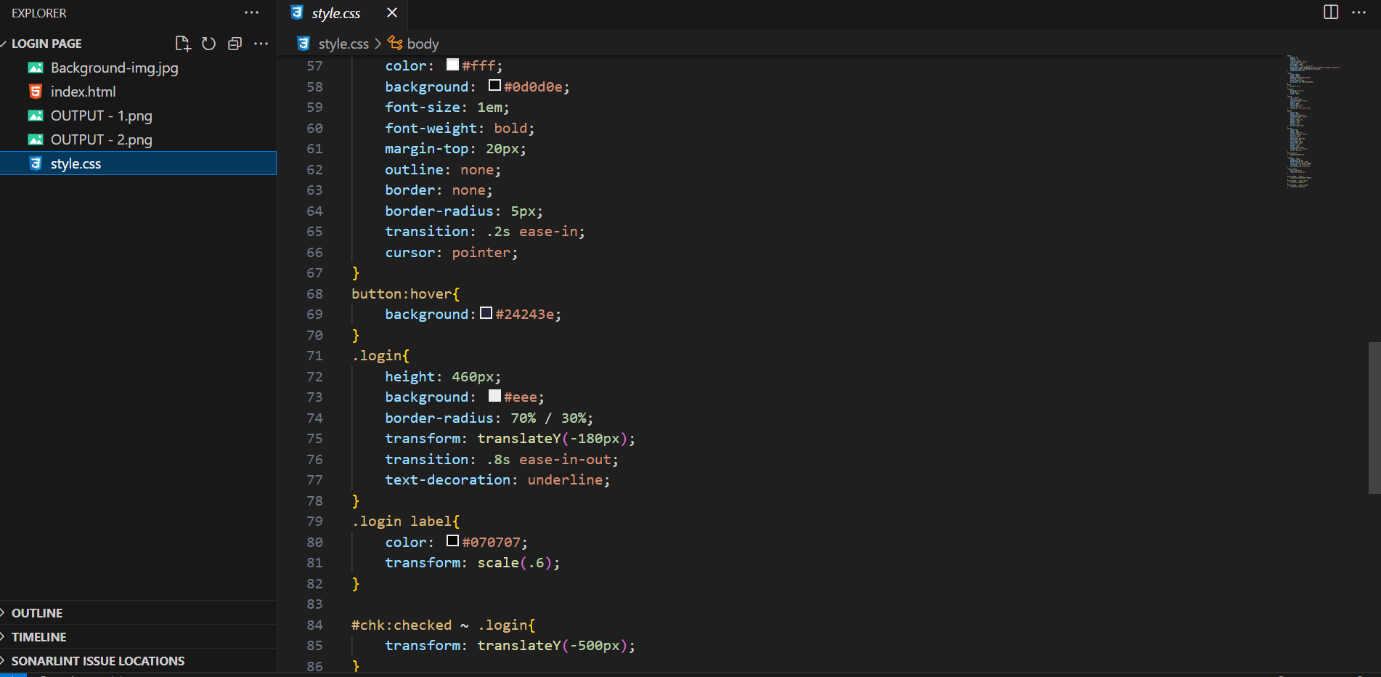 EXPLORER
style.css
LOGIN PAGE
Background-img.jpg
index.html
OUTPUT - 1.png
OUTPUT - 2.png
style.css
OUTLINE
TIMELINE
SONARLINT ISSUE LOCATIONS
style.css > body
57 color: #fff;
58 background: #0d0d0e;
59 font-size: 1em;
60 font-weight: bold;
61 margin-top: 20px;
62 outline: none;
63 border: none;
64 border-radius: 5px;
65 transition: .2s ease-in;
66 cursor: pointer;
67 }
68 button:hover{
69 background:#24243e;
70 }
71 .login{
72 height: 460px;
73 background: #eee;
74 border-radius: 70% / 30%;
75 transform: translateY(-180px);
76 transition: .8s ease-in-out;
77 text-decoration: underline;
78 }
79 .login label{
80 color: #070707;
81 transform: scale(.6);
82 }
83
84 #chk:checked ~ .login{
85 transform: translateY(-500px);
86 }